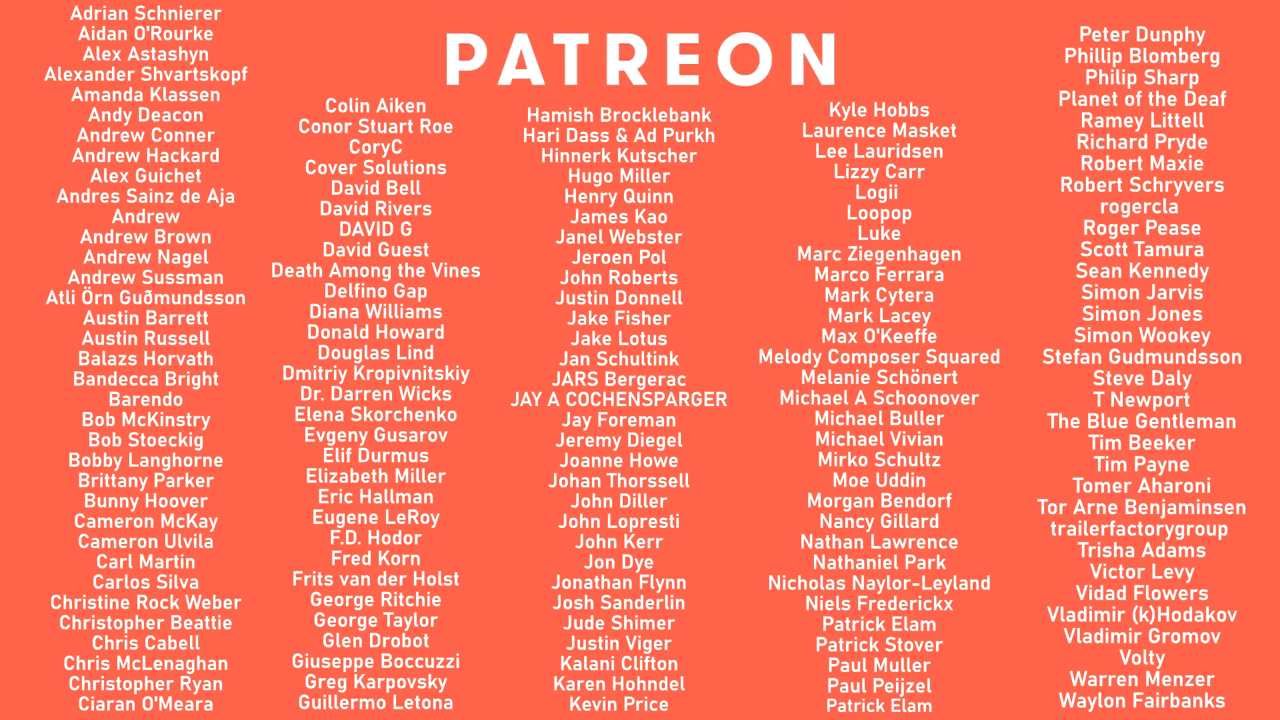 PATREON
Adrian Schnierer
Aidan O'Rourke
Alex Astashyn
Alexander Shvartskopf
Amanda Klassen
Andy Deacon
Andrew Conner
Andrew Hackard
Alex Guichet
Andres Sainz de Aja
Andrew
Andrew Brown
Andrew Nagel
Andrew Sussman
Atli Örn Guðmundsson
Austin Barrett
Austin Russell
Balazs Horvath
Bandecca Bright
Barendo
Bob McKinstry
Bob Stoeckig
Bobby Langhorne
Brittany Parker
Bunny Hoover
Cameron McKay
Cameron Ulvila
Carl Martin
Carlos Silva
Christine Rock Weber
Christopher Beattie
Chris Cabell
Chris McLenaghan
Christopher Ryan
Ciaran O'Meara
Colin Aiken
Conor Stuart Roe
CoryC
Cover Solutions
David Bell
David Rivers
DAVID G
David Guest
Death Among the Vines
Delfino Gap
Diana Williams
Donald Howard
Douglas Lind
Dmitriy Kropivnitskiy
Dr. Darren Wicks
Elena Skorchenko
Evgeny Gusarov
Elif Durmus
Elizabeth Miller
Eric Hallman
Eugene LeRoy
F.D. Hodor
Fred Korn
Frits van der Holst
George Ritchie
George Taylor
Glen Drobot
Giuseppe Boccuzzi
Greg Karpovsky
Guillermo Letona
Hamish Brocklebank
Hari Dass & Ad Purkh
Hinnerk Kutscher
Hugo Miller
Henry Quinn
James Kao
Janel Webster
Jeroen Pol
John Roberts
Justin Donnell
Jake Fisher
Jake Lotus
Jan Schultink
JARS Bergerac
JAY A COCHENSPARGER
Jay Foreman
Jeremy Diegel
Joanne Howe
Johan Thorssell
John Diller
John Lopresti
John Kerr
Jon Dye
Jonathan Flynn
Josh Sanderlin
Jude Shimer
Justin Viger
Kalani Clifton
Karen Hohndel
Kevin Price
Kyle Hobbs
Laurence Masket
Lee Lauridsen
Lizzy Carr
Logii
Loopop
Luke
Marc Ziegenhagen
Marco Ferrara
Mark Cytera
Mark Lacey
Max O'Keeffe
Melody Composer Squared
Melanie Schönert
Michael A Schoonover
Michael Buller
Michael Vivian
Mirko Schultz
Moe Uddin
Morgan Bendorf
Nancy Gillard
Nathan Lawrence
Nathaniel Park
Nicholas Naylor-Leyland
Niels Frederickx
Patrick Elam
Patrick Stover
Paul Muller
Paul Peijzel
Patrick Elam
Peter Dunphy
Phillip Blomberg
Philip Sharp
Planet of the Deaf
Ramey Littell
Richard Pryde
Robert Maxie
Robert Schryvers
rogercla
Roger Pease
Scott Tamura
Sean Kennedy
Simon Jarvis
Simon Jones
Simon Wookey
Stefan Gudmundsson
Steve Daly
T Newport
The Blue Gentleman
Tim Beeker
Tim Payne
Tomer Aharoni
Tor Arne Benjaminsen
trailerfactorygroup
Trisha Adams
Victor Levy
Vidad Flowers
Vladimir (k)Hodakov
Vladimir Gromov
Volty
Warren Menzer
Waylon Fairbanks